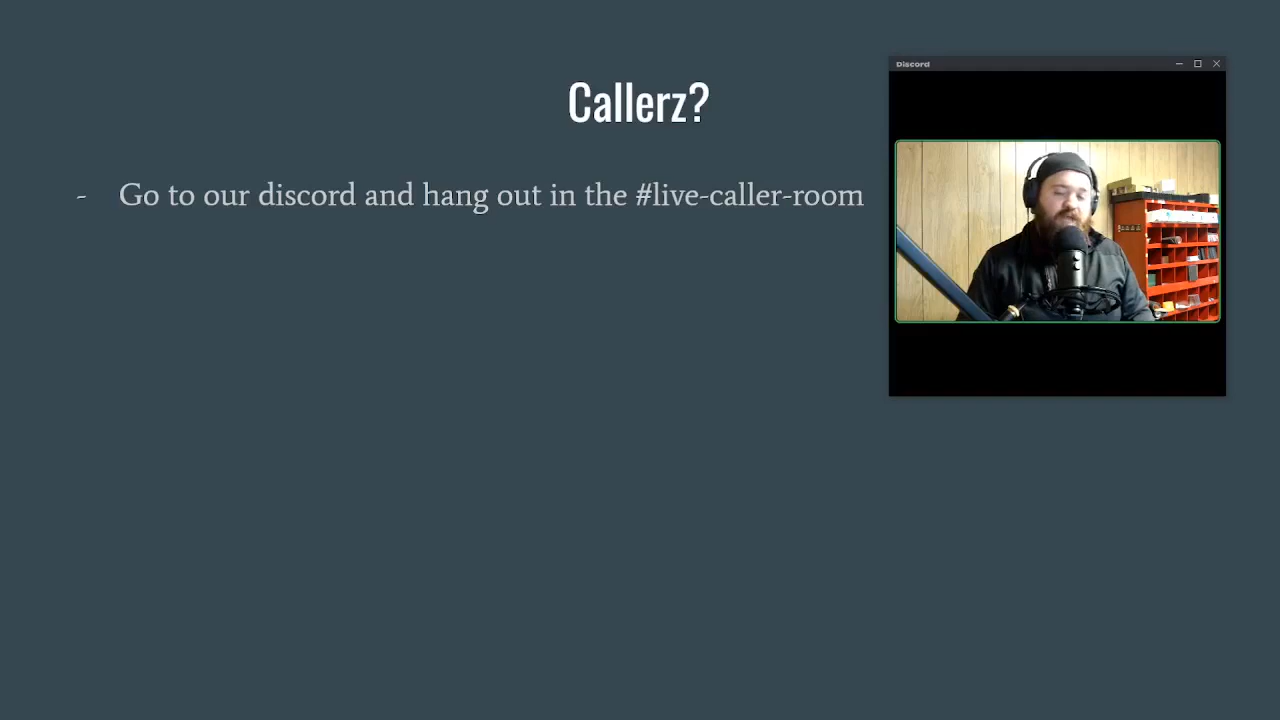 Discord
Callerz?
- Go to our discord and hang out in the #live-caller-room